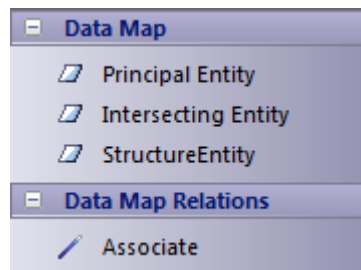 Data Map
Principal Entity
Intersecting Entity
StructureEntity
Data Map Relations
Associate